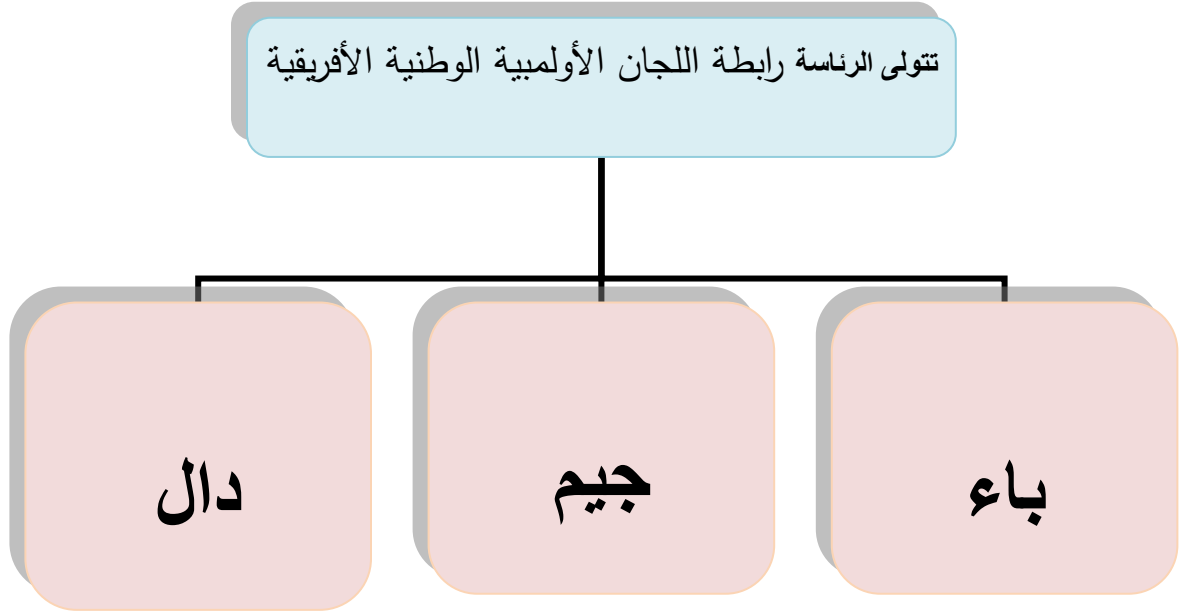 تتولى الرئاسة رابطة اللجان الأولمبية الوطنية الأفريقية
باء
جيم
دال